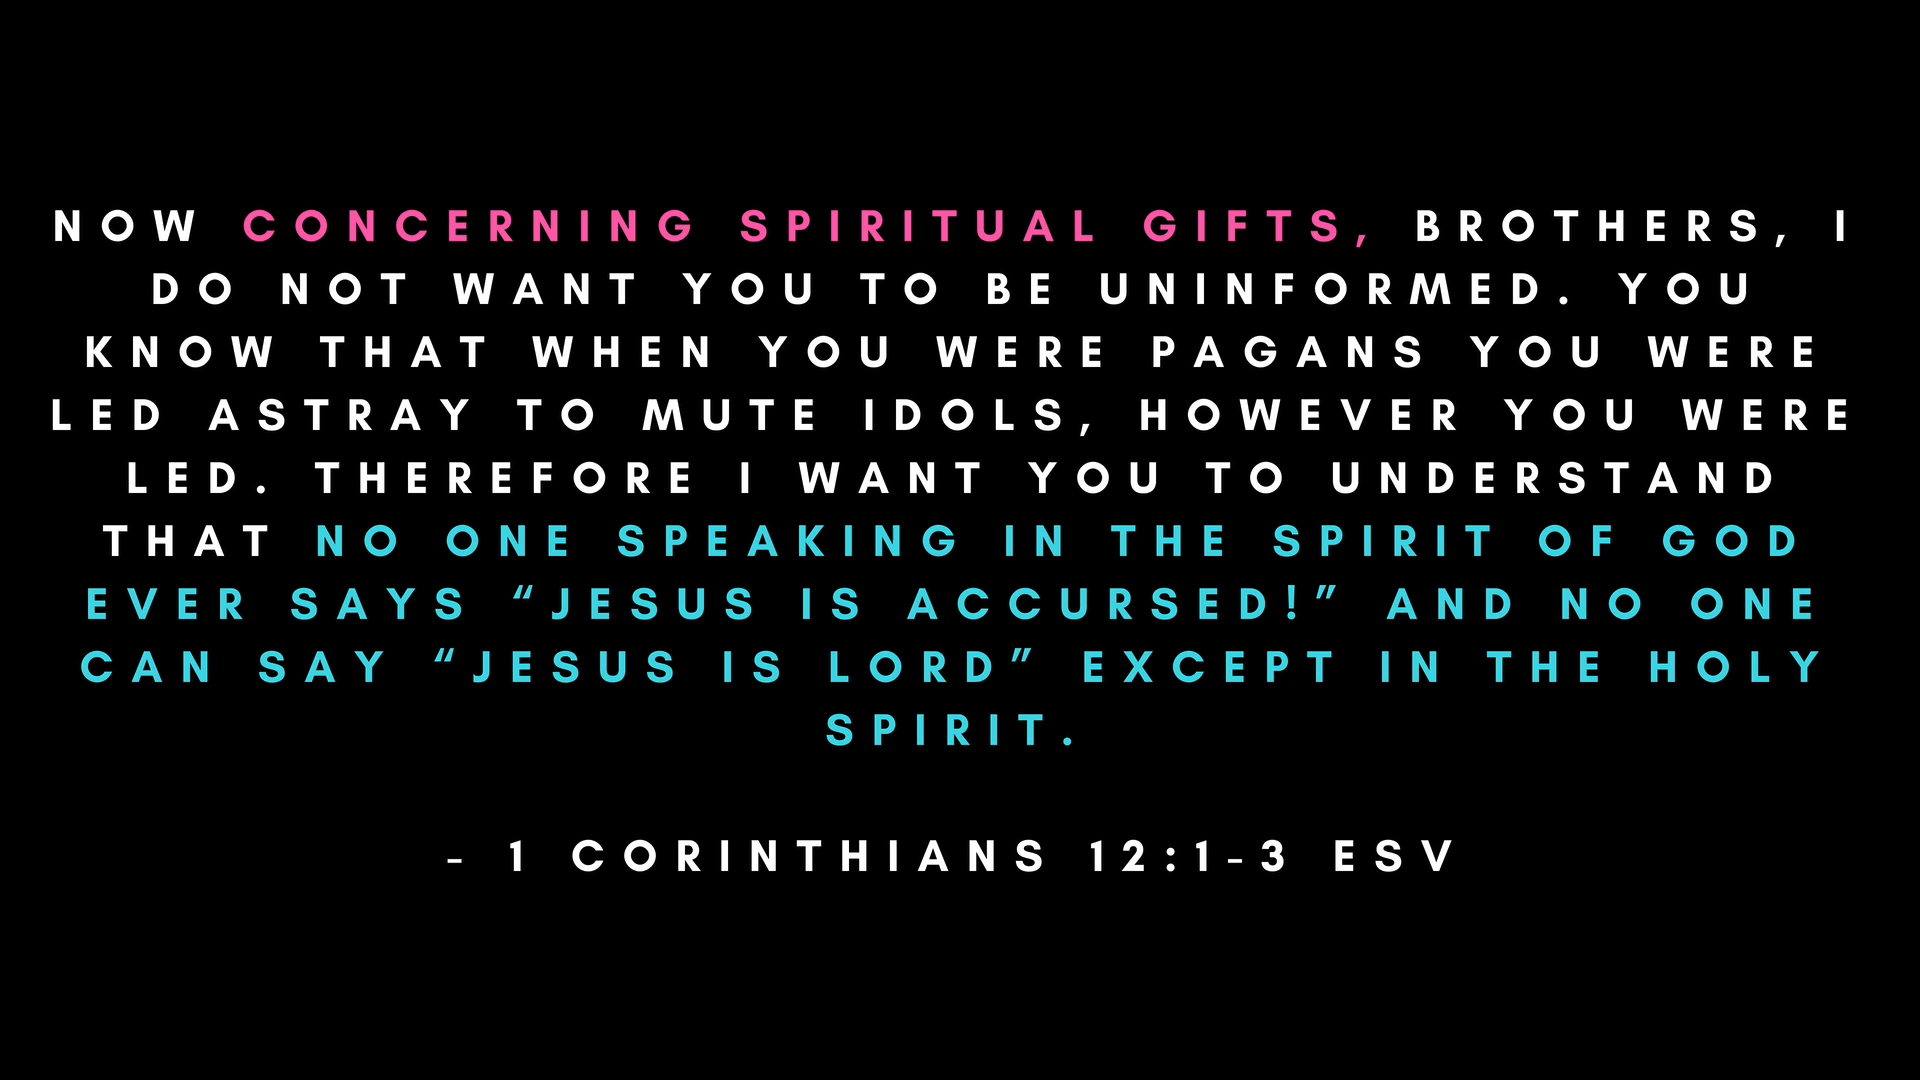 NOW CONCERNING SPIRITUAL GIFTS, BROTHERS, I
DO NOT WANT YOU TO BE UNINFORMED. YOU
KNOW THAT WHEN YOU WERE PAGANS YOU WERE
LED ASTRAY TO MUTE IDOLS, HOWEVER YOU WERE
LED. THEREFORE I WANT YOU TO UNDERSTAND
THAT NO ONE SPEAKING IN THE SPIRIT OF GOD
EVER SAYS “JESUS IS ACCURSED!” AND NO ONE
CAN SAY “JESUS IS LORD” EXCEPT IN THE HOLY
SPIRIT.
- 1 CORINTHIANS 12:1-3 ESV